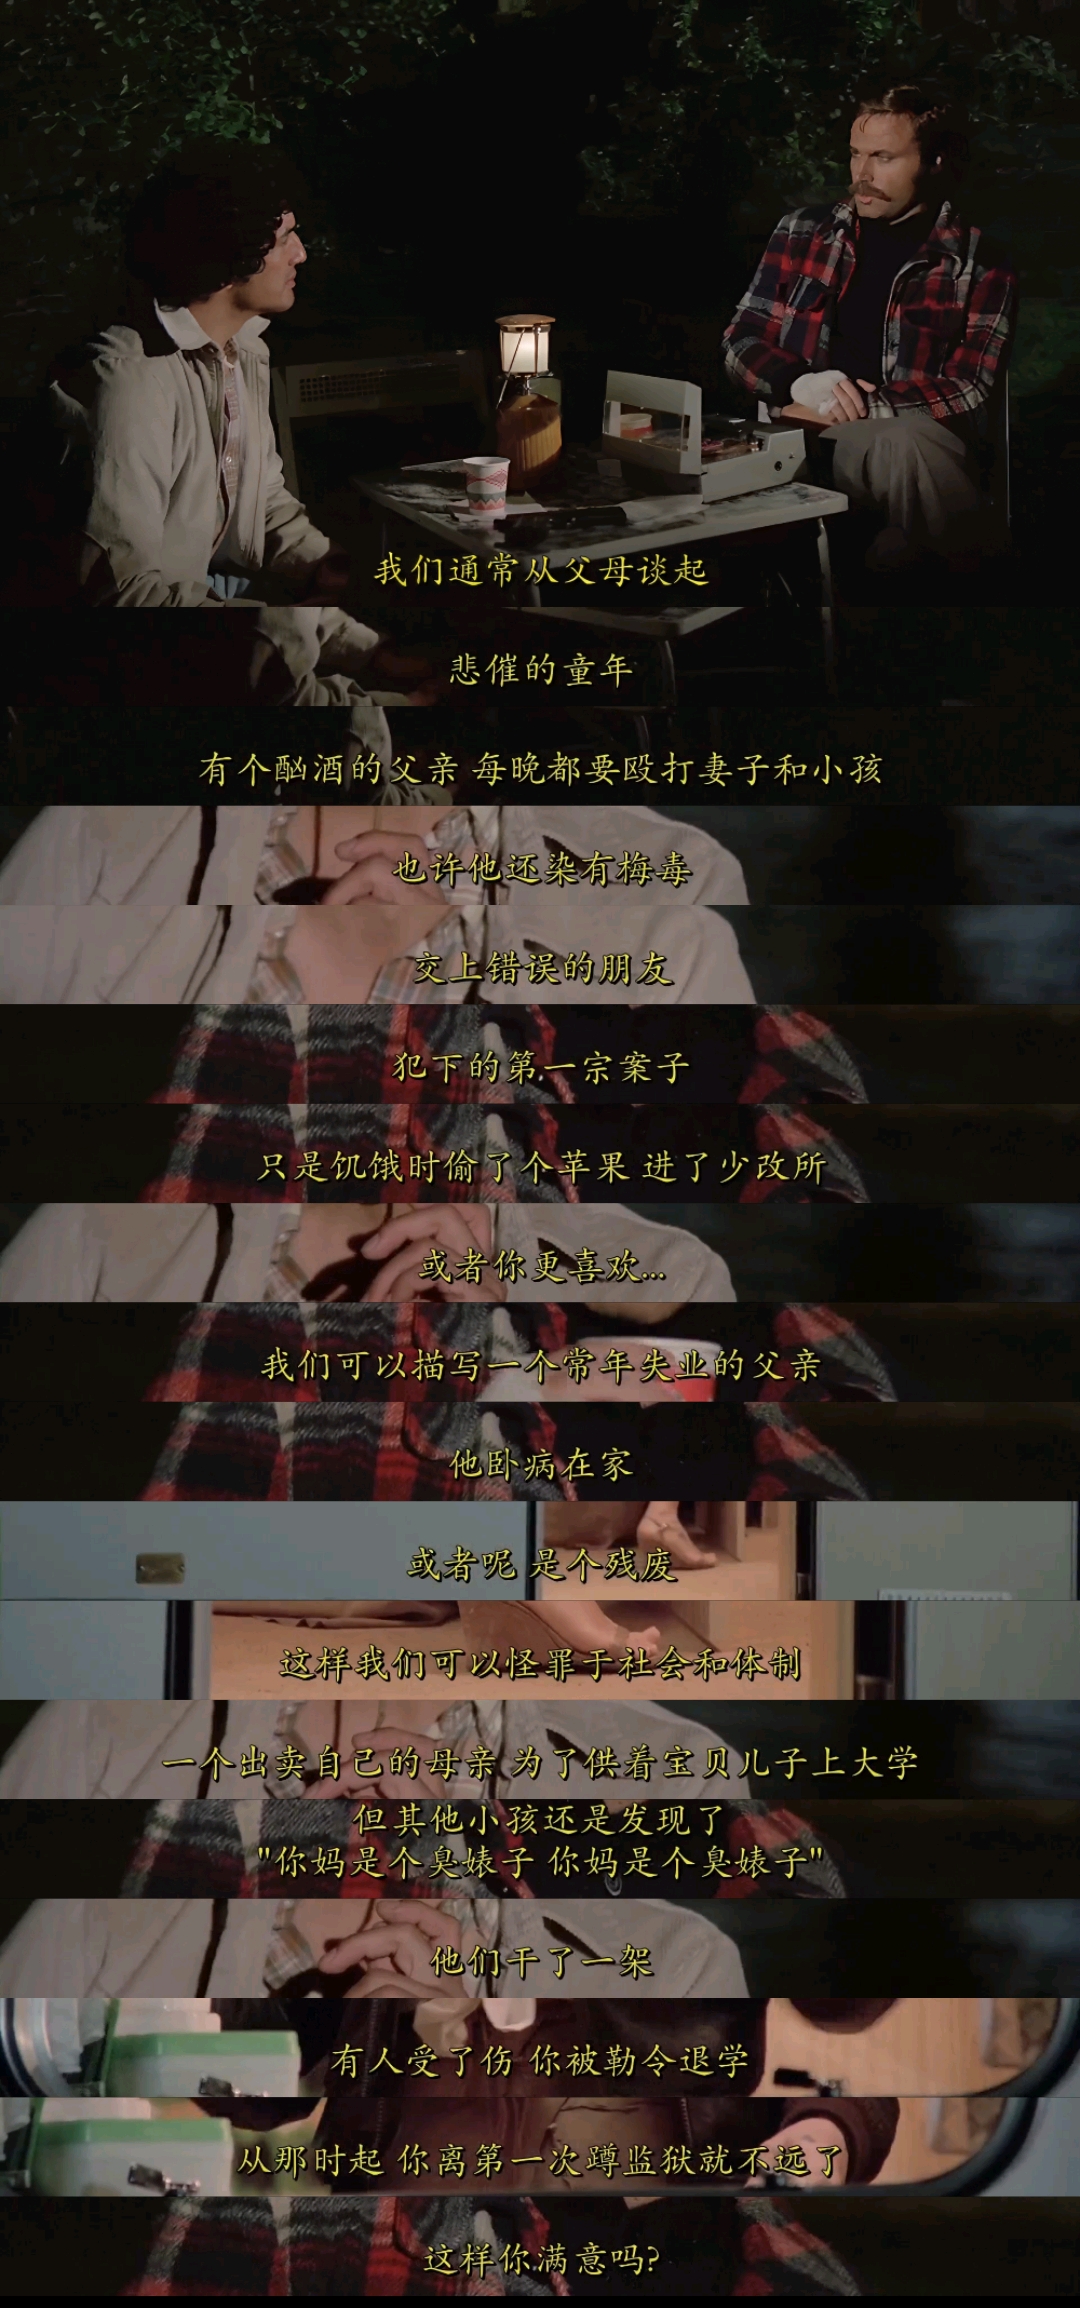 我们通常从父母谈起
悲催的童年
有个酗酒的父亲 每晚都要殴打妻子和小孩
也许他还染有梅毒
交上错误的朋友
犯下的第一宗案子
只是饥饿时偷了个苹果 进了少改所
或者你更喜欢...
我们可以描写一个常年失业的父亲
他卧病在家
或者呢 是个残废
这样我们可以怪罪于社会和体制
一个出卖自己的母亲 为了供着宝贝儿子上大学
但其他小孩还是发现了
"你妈是个臭婊子 你妈是个臭婊子"
他们干了一架
有人受了伤 你被勒令退学
从那时起 你离第一次蹲监狱就不远了
这样你满意吗?